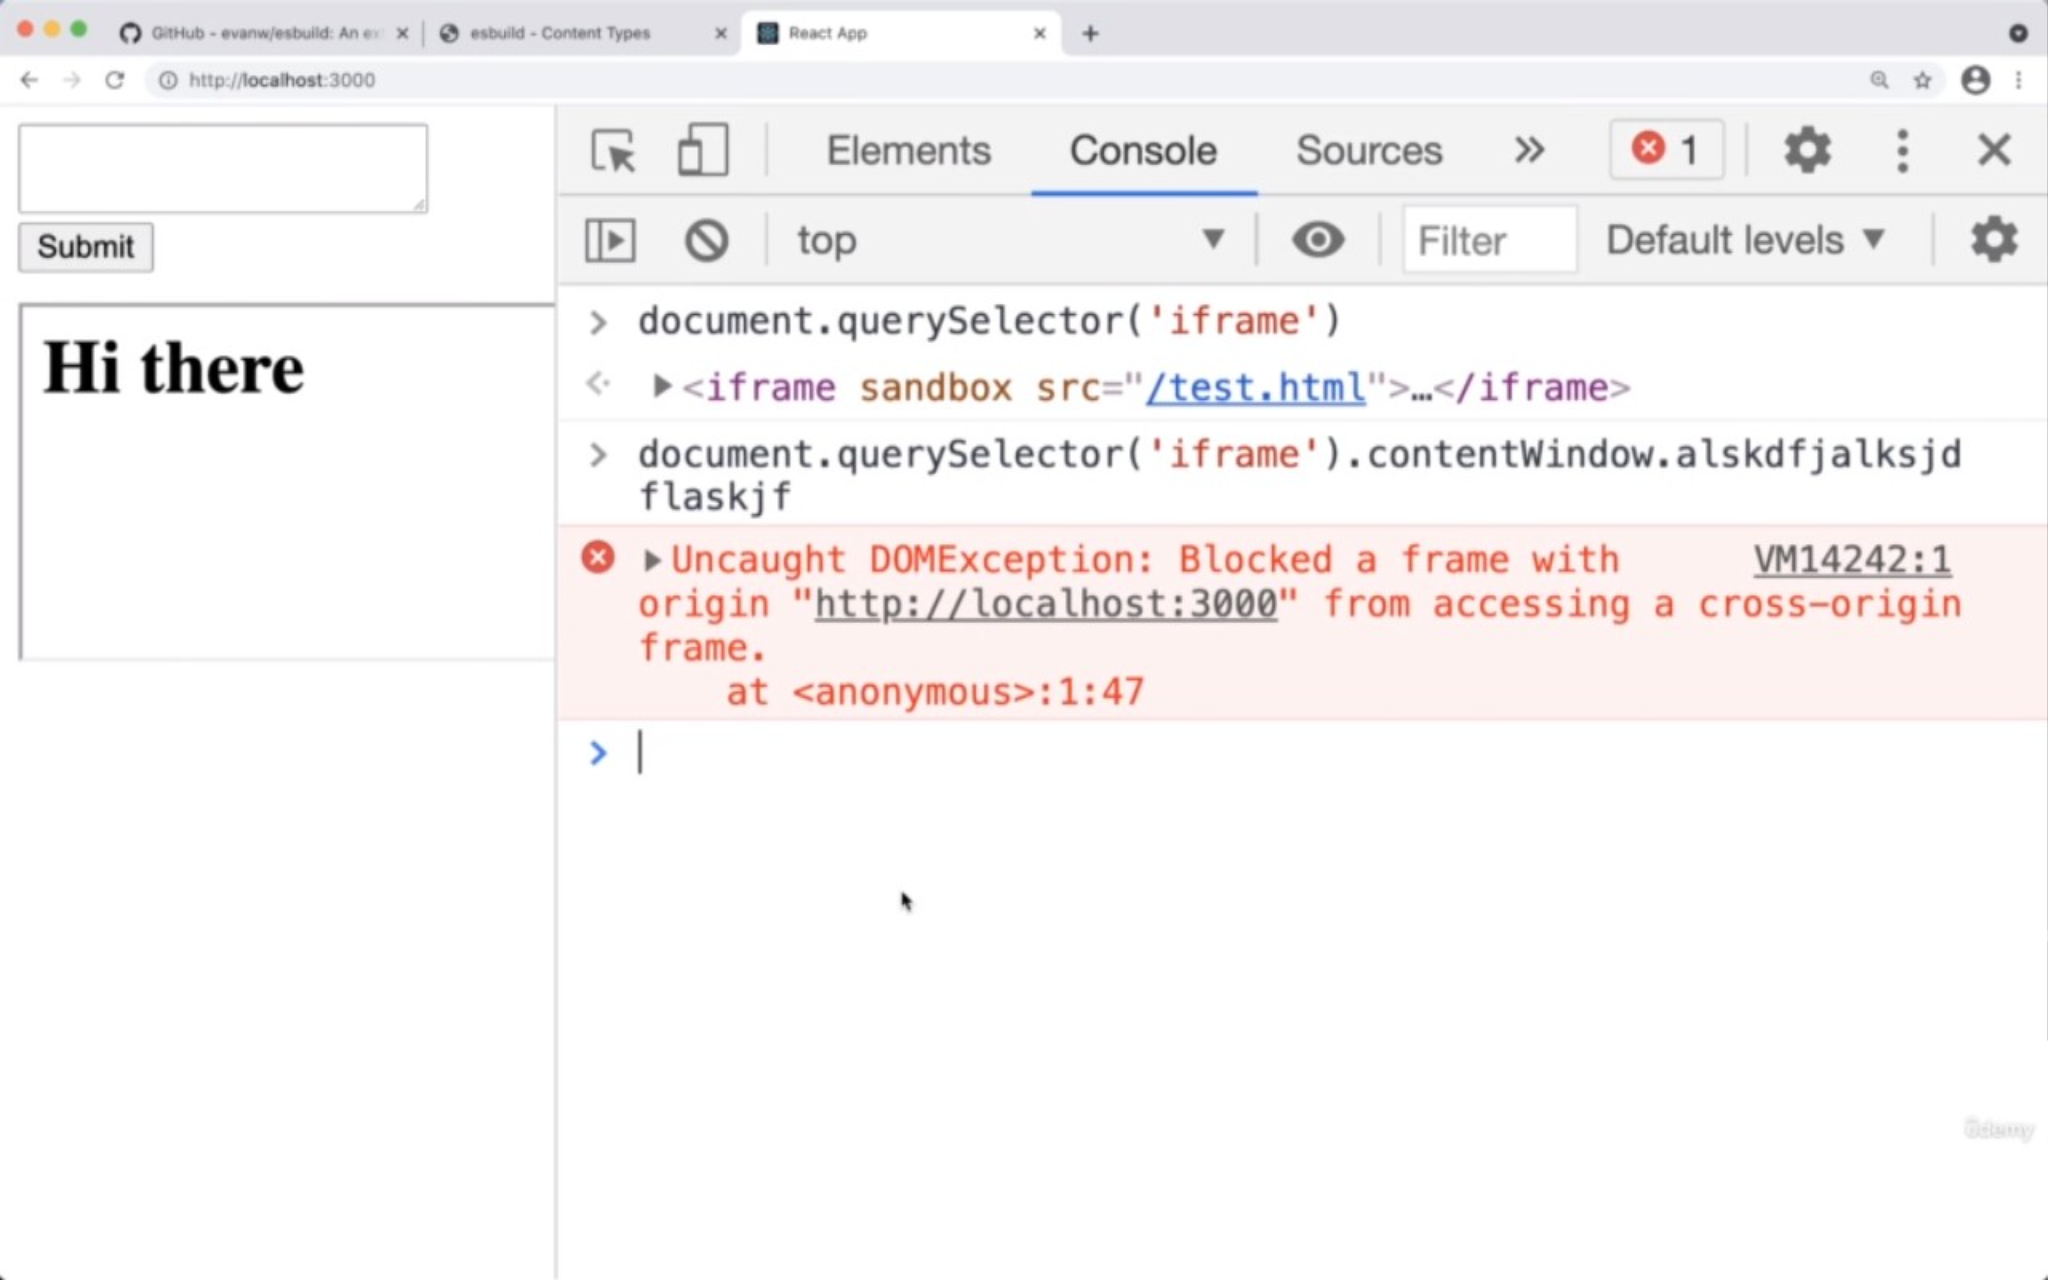 GitHub - evanw/esbuild: An ex
esbuild - Content Types
React App
http://localhost:3000
Submit
Hi there
Elements Console Sources 1
top Filter Default levels
document.querySelector('iframe')
<iframe sandbox src="/test.html">…</iframe>
document.querySelector('iframe').contentWindow.alskdfjalksjd
flaskjf
Uncaught DOMException: Blocked a frame with VM14242:1
origin "http://localhost:3000" from accessing a cross-origin
frame.
at <anonymous>:1:47
ûdemy